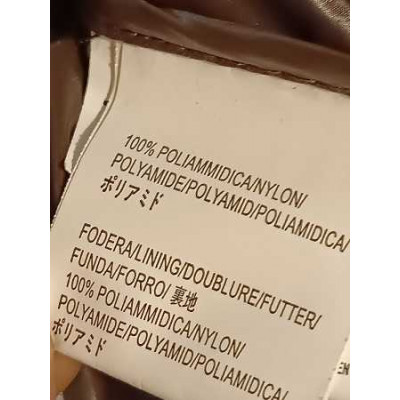 100% POLIAMMIDICA/NYLON/
POLYAMIDE/POLYAMID/POLIAMIDICA/
ポリアミド
FODERA/LINING/DOUBLURE/FUTTER/
FUNDA/FORRO/裏地
100% POLIAMMIDICA/NYLON/
POLYAMIDE/POLYAMID/POLIAMIDICA/
ポリアミド
EN